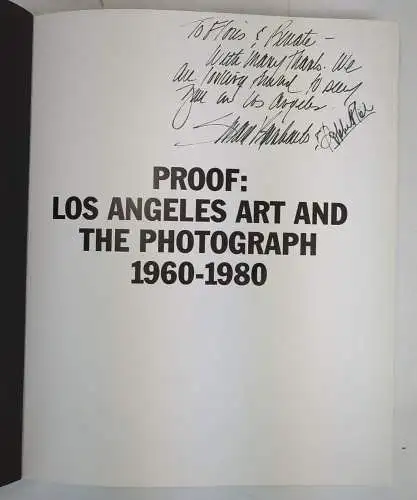 To Floris & Renate –
With many thanks. We
are looking forward to seeing
you in Los Angeles.
PROOF:
LOS ANGELES ART AND
THE PHOTOGRAPH
1960-1980